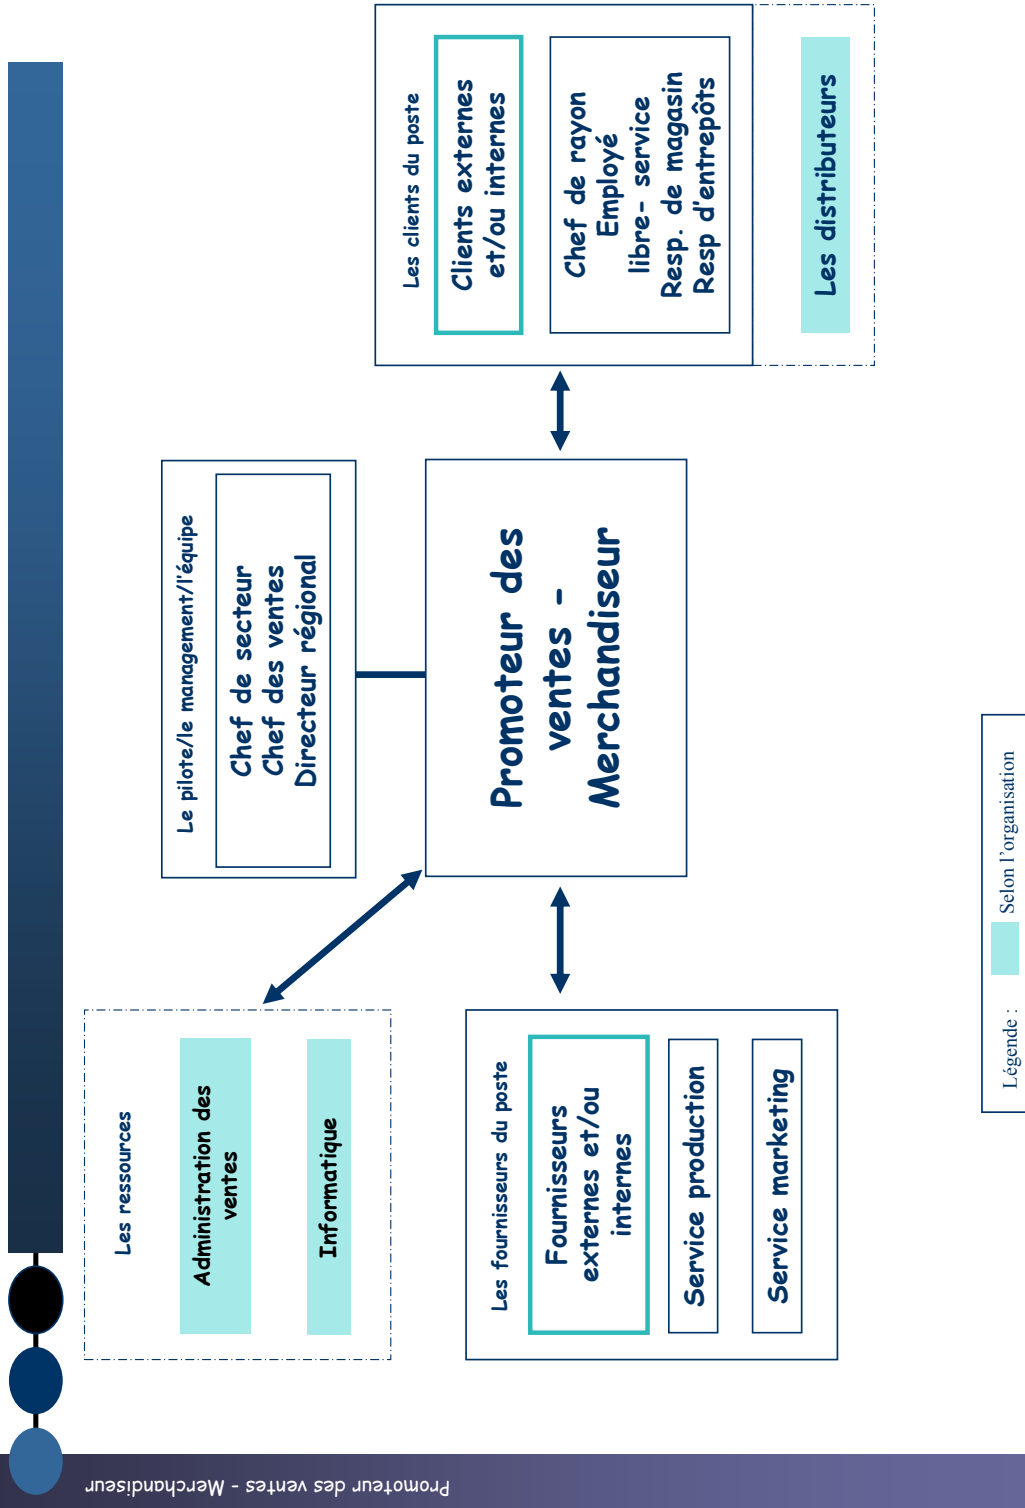 Promoteur des ventes - Merchandiseur
Les ressources
Administration des
ventes
Informatique
Le pilote/le management/l'équipe
Chef de secteur
Chef des ventes
Directeur régional
Les clients du poste
Clients externes
et/ou internes
Chef de rayon
Employé
libre- service
Resp. de magasin
Resp d'entrepôts
Les distributeurs
Promoteur des
ventes -
Merchandiseur
Les fournisseurs du poste
Fournisseurs
externes et/ou
internes
Service production
Service marketing
Légende : Selon l'organisation